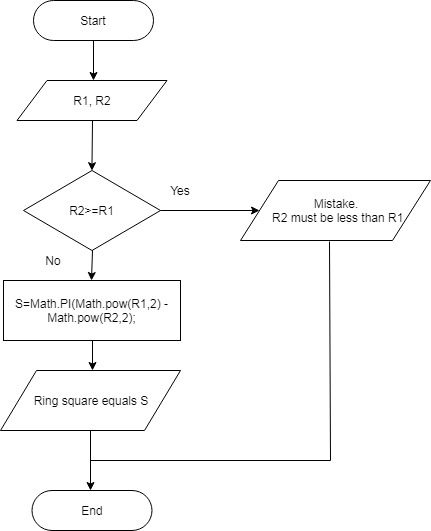 Start
R1, R2
R2>=R1
Yes
Mistake.
R2 must be less than R1
No
S=Math.PI(Math.pow(R1,2) -
Math.pow(R2,2);
Ring square equals S
End